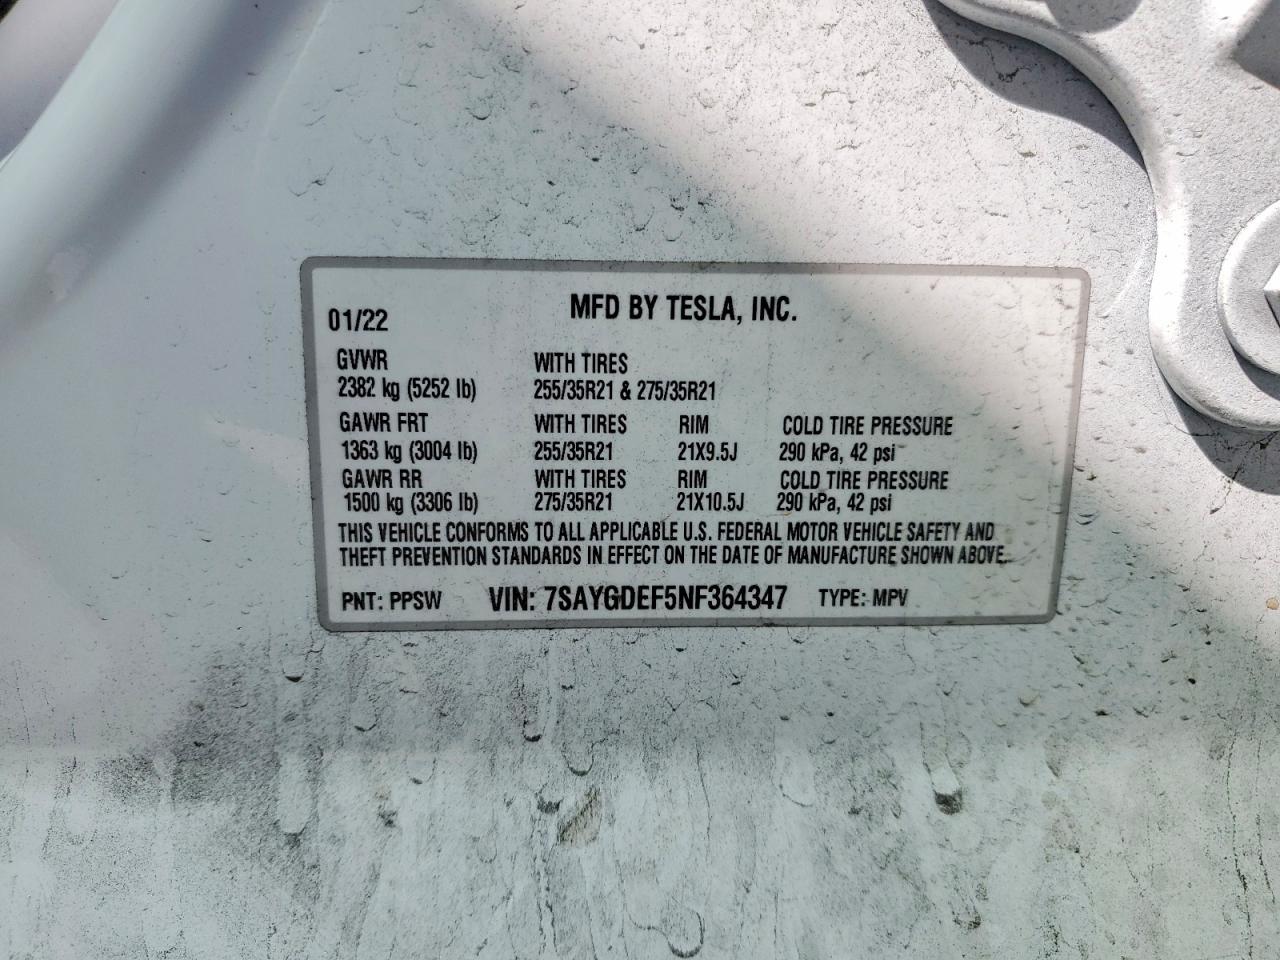 MFD BY TESLA, INC.
01/22
GVWR WITH TIRES
2382 kg (5252 lb) 255/35R21 & 275/35R21
GAWR FRT WITH TIRES RIM COLD TIRE PRESSURE
1363 kg (3004 lb) 255/35R21 21X9.5J 290 kPa, 42 psi
GAWR RR WITH TIRES RIM COLD TIRE PRESSURE
1500 kg (3306 lb) 275/35R21 21X10.5J 290 kPa, 42 psi
THIS VEHICLE CONFORMS TO ALL APPLICABLE U.S. FEDERAL MOTOR VEHICLE SAFETY AND
THEFT PREVENTION STANDARDS IN EFFECT ON THE DATE OF MANUFACTURE SHOWN ABOVE.
PNT: PPSW VIN: 7SAYGDEF5NF364347 TYPE: MPV